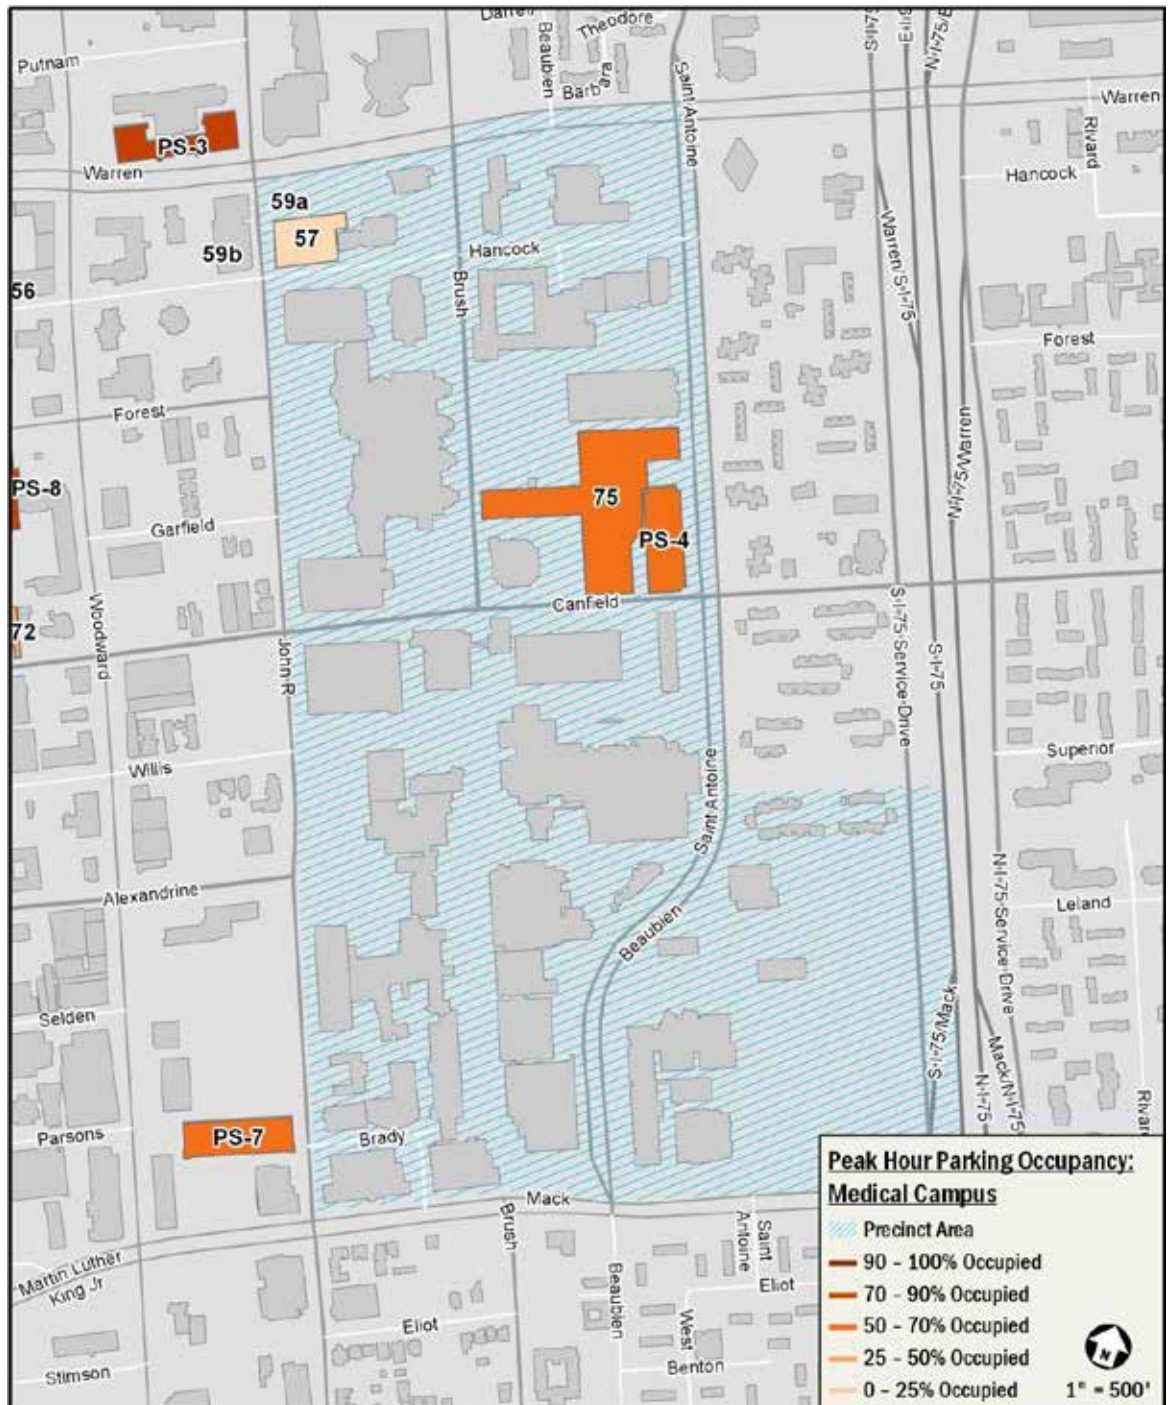 Darrell
Theodore
Beaubien
Barb
ara
Saint Antoine
S-I-75
N-I-75/E
Putnam
Warren
PS-3
Warren
Rivard
Hancock
59a
57
59b
Hancock
Warren/S-I-75
56
Brush
Forest
Forest
N-I-75/Warren
PS-8
75
Garfield
PS-4
Canfield
72
Woodward
John R
S-I-75-Service-Drive
S-I-75
Superior
Willis
Saint Antoine
Alexandrine
N-I-75-Service-Drive
Leland
Beaubien
Selden
S-I-75/Mack
Mack/N-I-75
N-I-75
Rivard
Parsons
PS-7
Brady
Mack
Brush
Saint
Antoine
Martin Luther
King Jr
Beaubien
Eliot
Eliot
West
Benton
Stimson
Peak Hour Parking Occupancy:
Medical Campus
Precinct Area
90 - 100% Occupied
70 - 90% Occupied
50 - 70% Occupied
25 - 50% Occupied
0 - 25% Occupied
N
1" = 500'